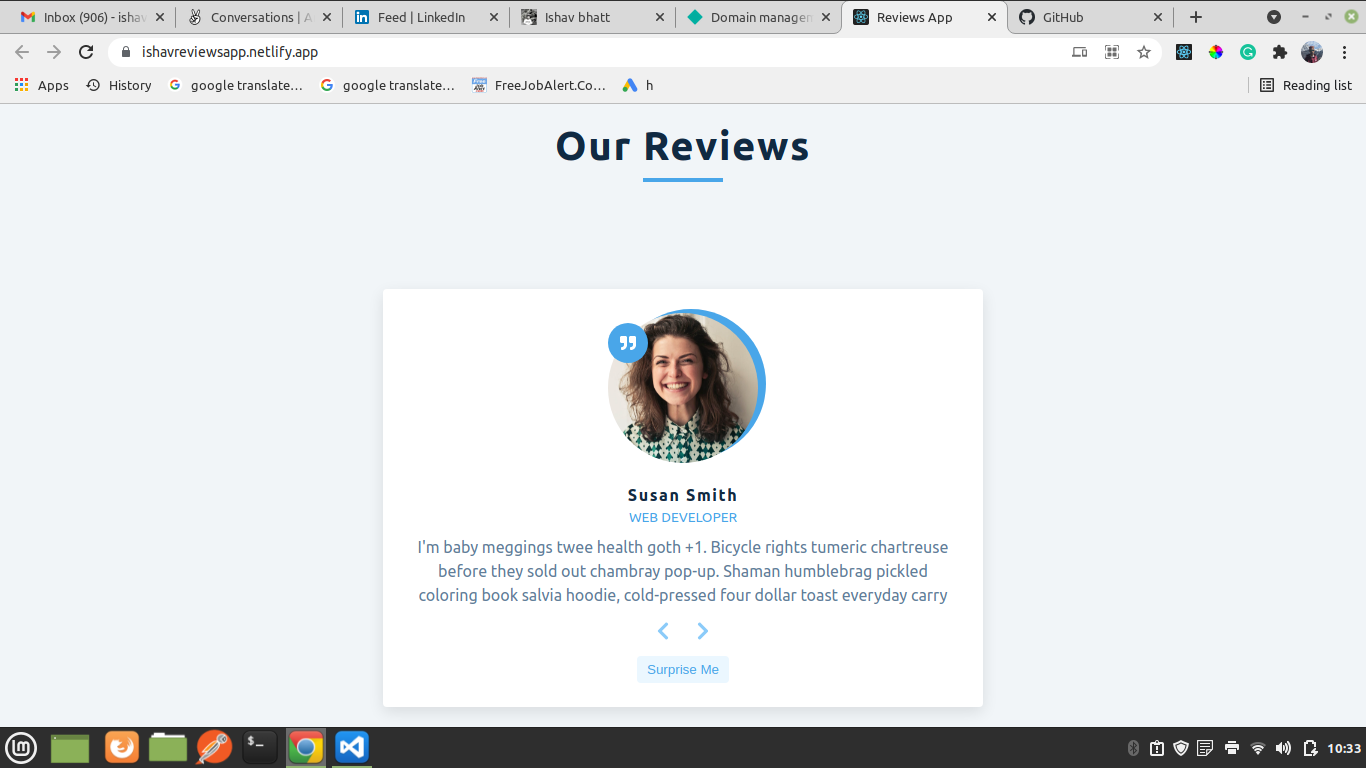 Inbox (906) - ishav
Conversations | A
Feed | LinkedIn
Ishav bhatt
Domain managem
Reviews App
GitHub
ishavreviewsapp.netlify.app
Apps
History
google translate...
google translate...
FreeJobAlert.Co...
h
Reading list
Our Reviews
Susan Smith
WEB DEVELOPER
I'm baby meggings twee health goth +1. Bicycle rights tumeric chartreuse
before they sold out chambray pop-up. Shaman humblebrag pickled
coloring book salvia hoodie, cold-pressed four dollar toast everyday carry
Surprise Me
10:33